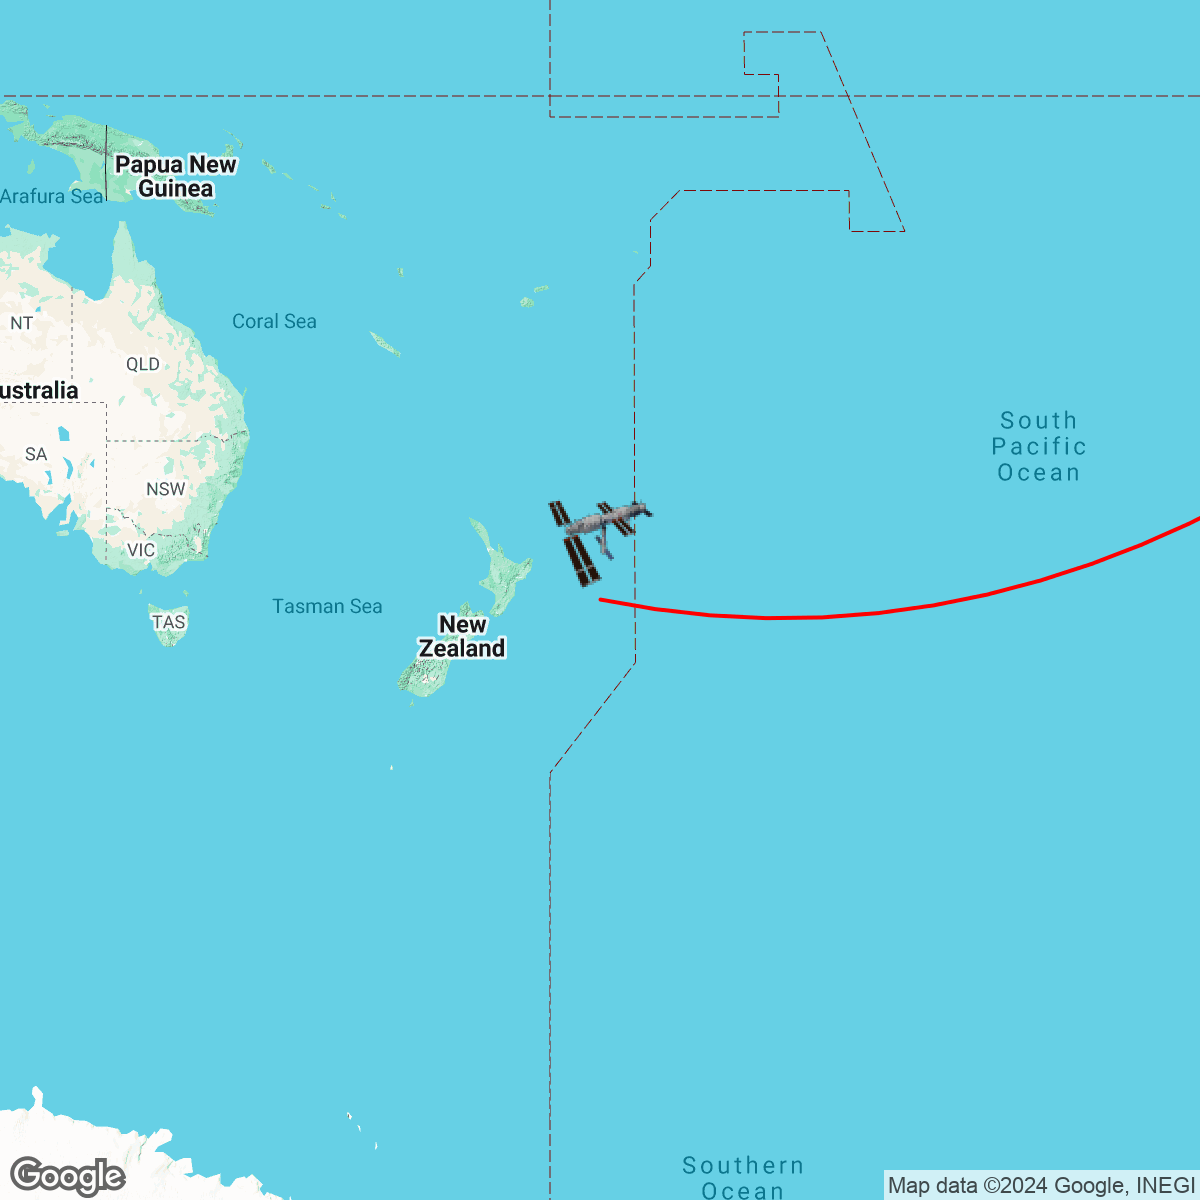 Papua New
Guinea
Arafura Sea
NT
Coral Sea
QLD
ustralia
South
Pacific
Ocean
SA
NSW
VIC
Tasman Sea
TAS
New
Zealand
Southern
Ocean
Google
Map data ©2024 Google, INEGI